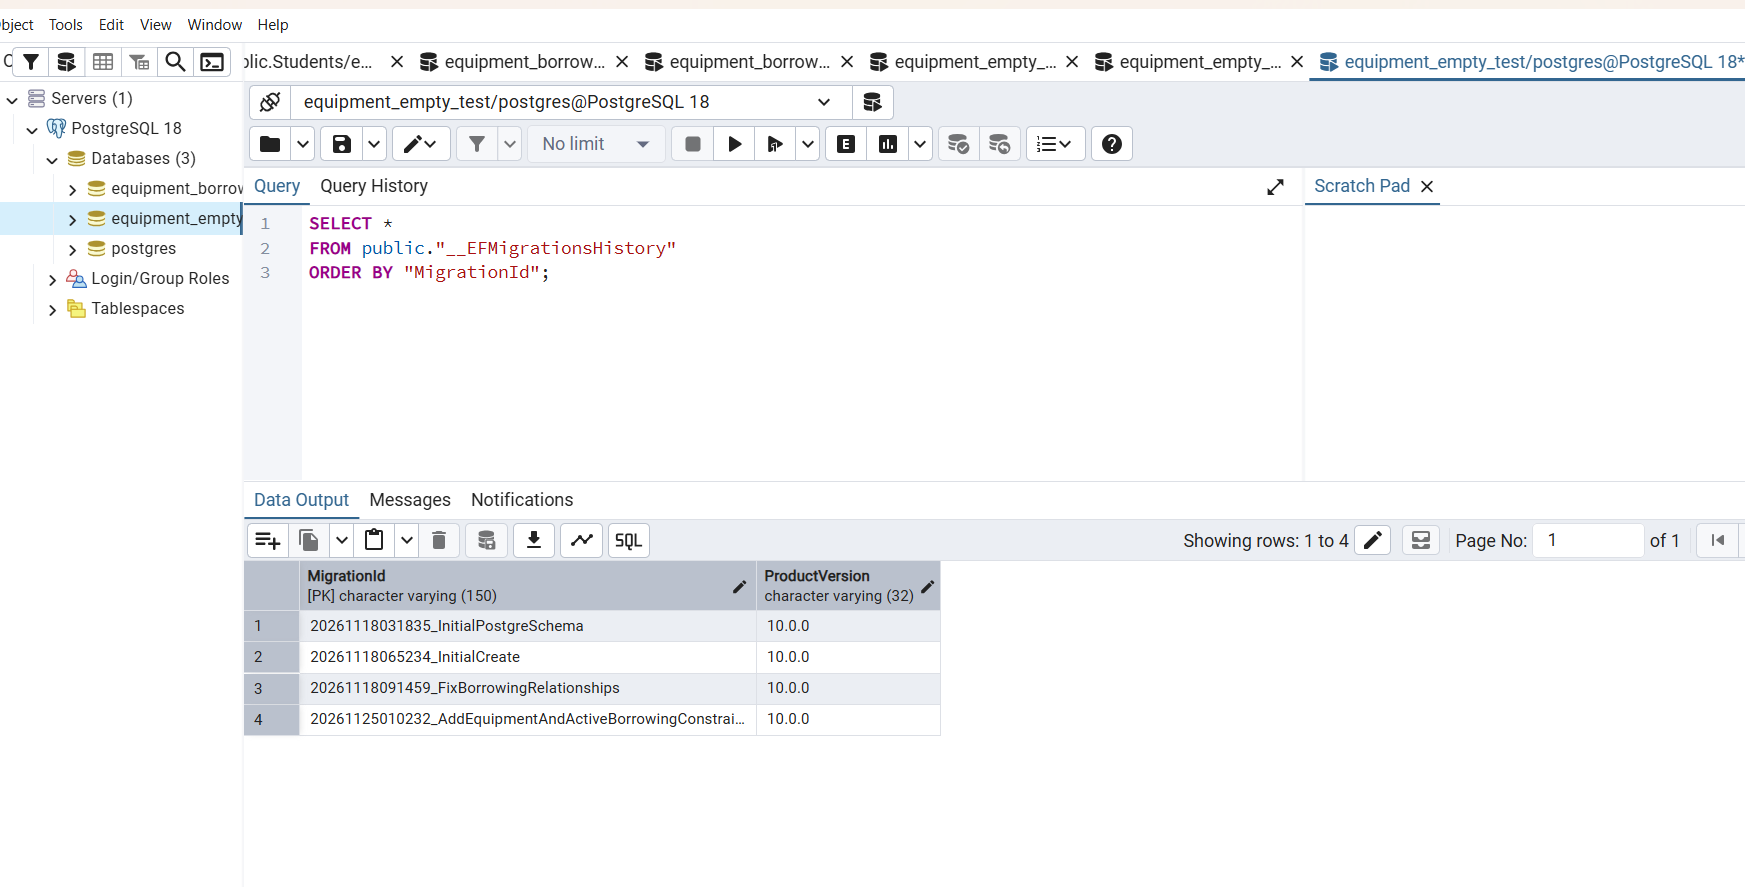 bject Tools Edit View Window Help
Servers (1)
PostgreSQL 18
Databases (3)
equipment_borrow
equipment_empty
postgres
Login/Group Roles
Tablespaces
blic.Students/e... equipment_borrow... equipment_borrow... equipment_empty_... equipment_empty_... equipment_empty_test/postgres@PostgreSQL 18*
equipment_empty_test/postgres@PostgreSQL 18
No limit E
Query Query History Scratch Pad
1 SELECT *
2 FROM public."__EFMigrationsHistory"
3 ORDER BY "MigrationId";
Data Output Messages Notifications
SQL Showing rows: 1 to 4 Page No: 1 of 1
MigrationId ProductVersion
[PK] character varying (150) character varying (32)
1 20261118031835_InitialPostgreSchema 10.0.0
2 20261118065234_InitialCreate 10.0.0
3 20261118091459_FixBorrowingRelationships 10.0.0
4 20261125010232_AddEquipmentAndActiveBorrowingConstrai... 10.0.0